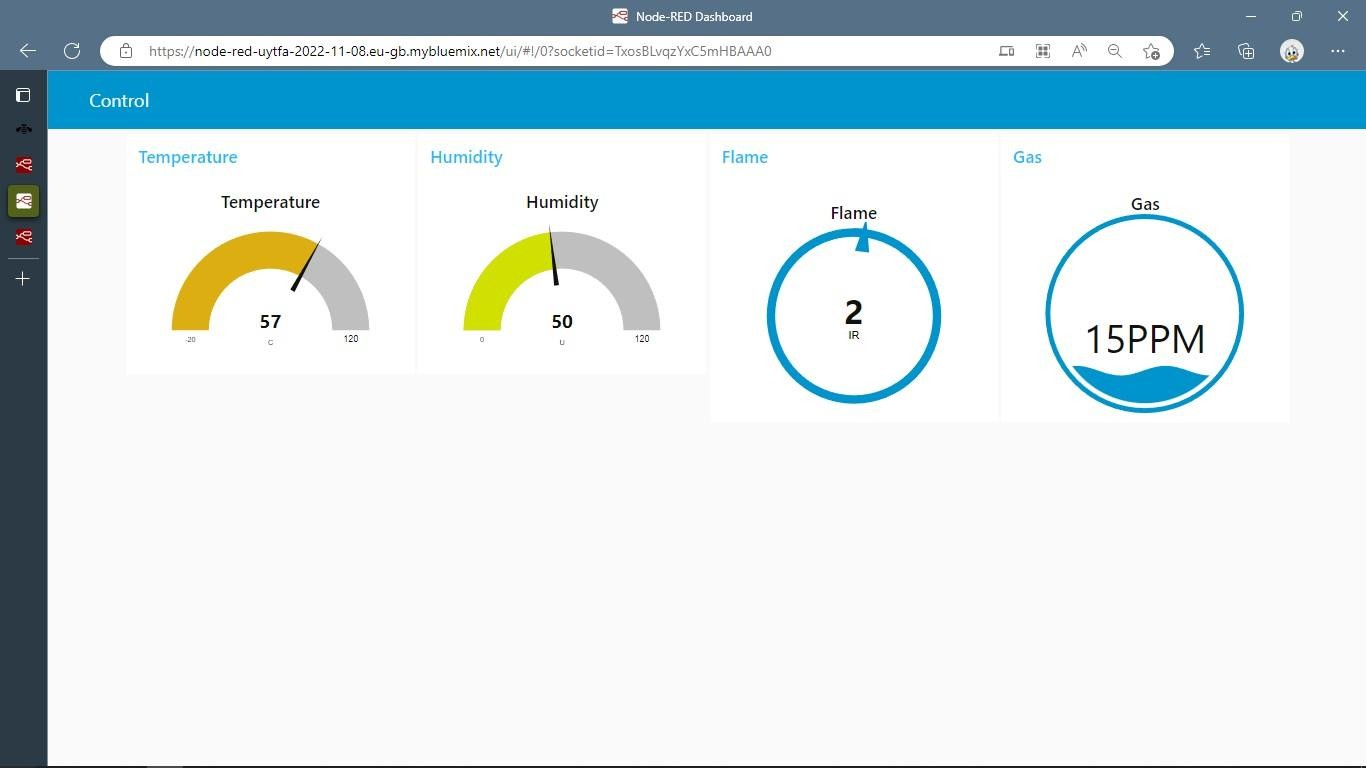 Node-RED Dashboard
https://node-red-uytfa-2022-11-08.eu-gb.mybluemix.net/ui/#!/0?socketid=TxosBLvqzYxC5mHBAAA0
Control
Temperature
Temperature
57
-20
C
120
Humidity
Humidity
50
0
U
120
Flame
Flame
2
IR
Gas
Gas
15PPM